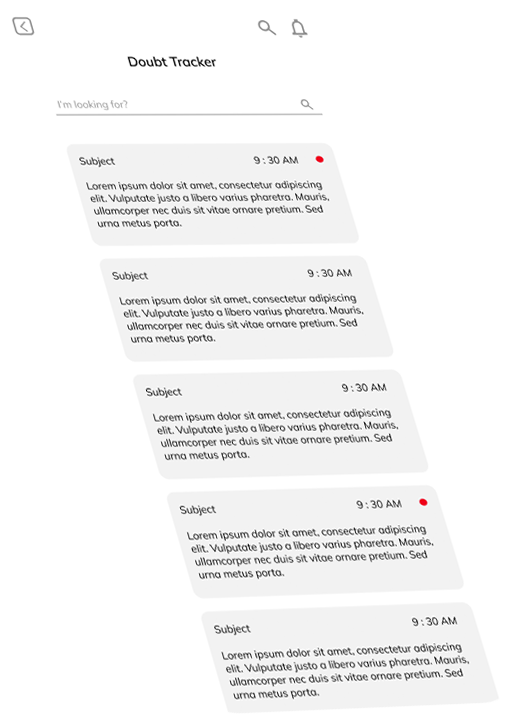 Doubt Tracker
I'm looking for?
Subject 9 : 30 AM
Lorem ipsum dolor sit amet, consectetur adipiscing
elit. Vulputate justo a libero varius pharetra. Mauris,
ullamcorper nec duis sit vitae ornare pretium. Sed
urna metus porta.
Subject 9 : 30 AM
Lorem ipsum dolor sit amet, consectetur adipiscing
elit. Vulputate justo a libero varius pharetra. Mauris,
ullamcorper nec duis sit vitae ornare pretium. Sed
urna metus porta.
Subject 9 : 30 AM
Lorem ipsum dolor sit amet, consectetur adipiscing
elit. Vulputate justo a libero varius pharetra. Mauris,
ullamcorper nec duis sit vitae ornare pretium. Sed
urna metus porta.
Subject 9 : 30 AM
Lorem ipsum dolor sit amet, consectetur adipiscing
elit. Vulputate justo a libero varius pharetra. Mauris,
ullamcorper nec duis sit vitae ornare pretium. Sed
urna metus porta.
Subject 9 : 30 AM
Lorem ipsum dolor sit amet, consectetur adipiscing
elit. Vulputate justo a libero varius pharetra. Mauris,
ullamcorper nec duis sit vitae ornare pretium. Sed
urna metus porta.